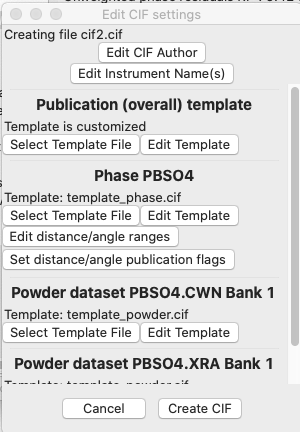 Edit CIF settings
Creating file cif2.cif
Edit CIF Author
Edit Instrument Name(s)
Publication (overall) template
Template is customized
Select Template File Edit Template
Phase PBSO4
Template: template_phase.cif
Select Template File Edit Template
Edit distance/angle ranges
Set distance/angle publication flags
Powder dataset PBSO4.CWN Bank 1
Template: template_powder.cif
Select Template File Edit Template
Powder dataset PBSO4.XRA Bank 1
Template: template_powder.cif
Cancel Create CIF